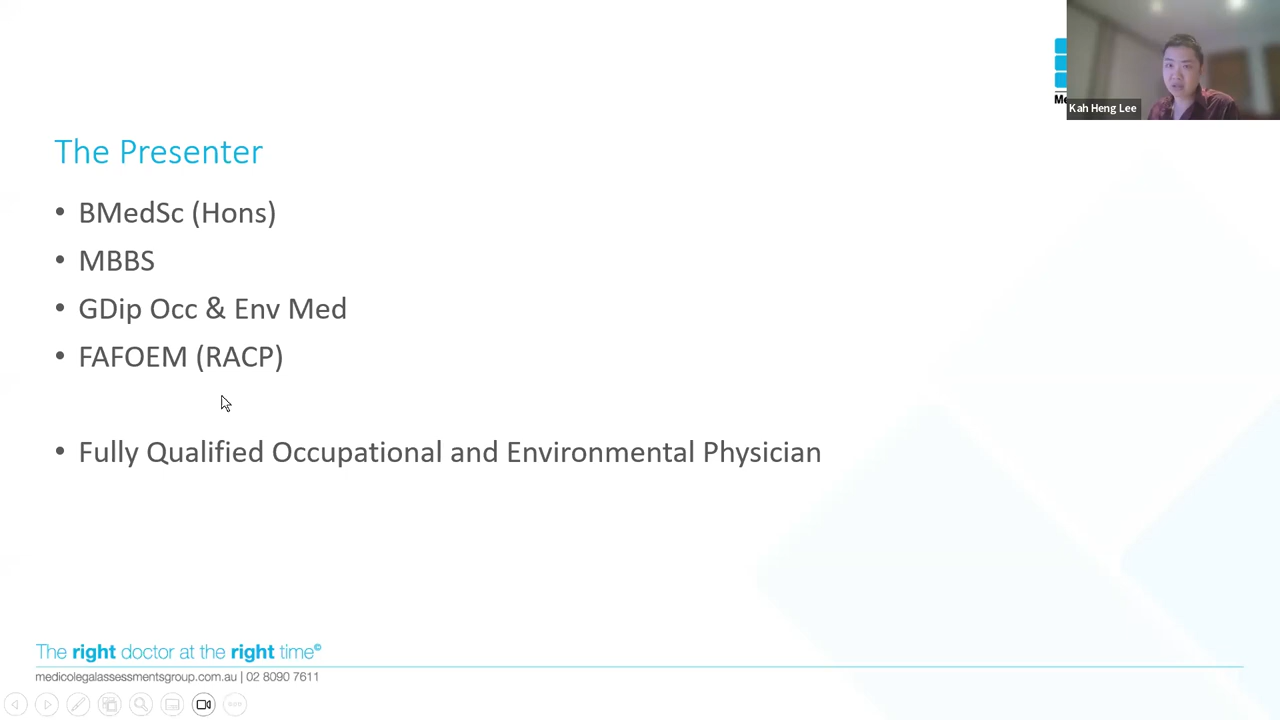 Me
Kah Heng Lee
The Presenter
• BMedSc (Hons)
• MBBS
• GDip Occ & Env Med
• FAFOEM (RACP)
• Fully Qualified Occupational and Environmental Physician
The right doctor at the right time©
medicolegalassessmentsgroup.com.au | 02 8090 7611